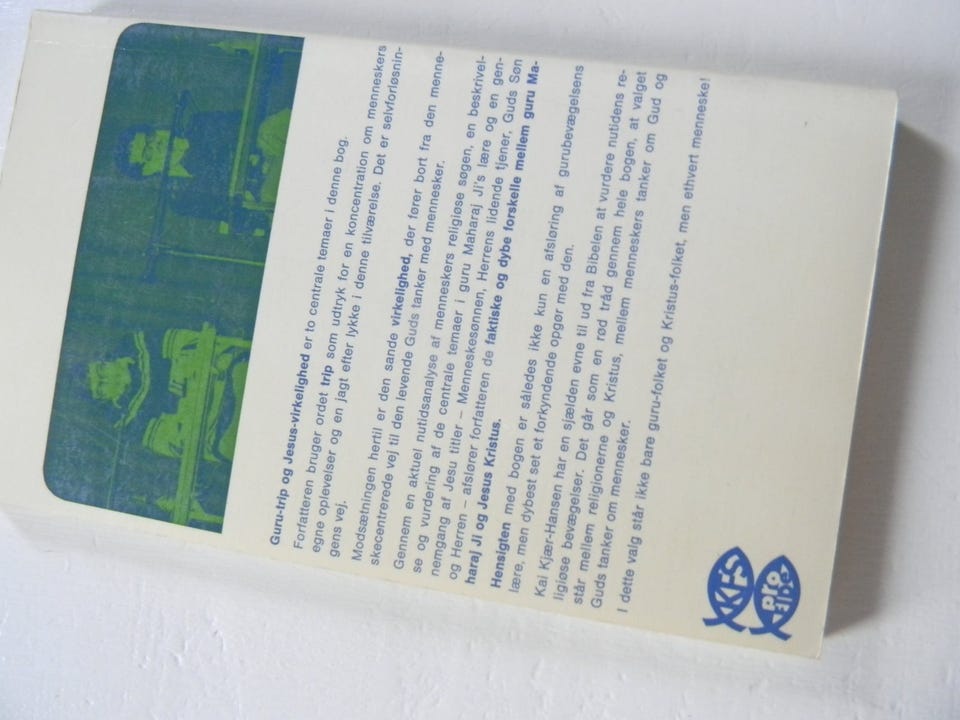 Guru-trip og Jesus-virkelighed er to centrale temaer i denne bog.
Forfatteren bruger ordet trip som udtryk for en koncentration om menneskers
egne oplevelser og en jagt efter lykke i denne tilværelse. Det er selvforløsnin-
gens vej.
Modsætningen hertil er den sande virkelighed, der fører bort fra den menne-
skecentrerede vej til den levende Guds tanker med mennesker.
Gennem en aktuel nutidsanalyse af menneskers religiøse søgen, en beskrivel-
se og vurdering af de centrale temaer i guru Maharaj Ji's lære og en gen-
nemgang af Jesu titler – Menneskesønnen, Herrens lidende tjener, Guds Søn
og Herren – afslører forfatteren de faktiske og dybe forskelle mellem guru Ma-
haraj Ji og Jesus Kristus.
Hensigten med bogen er således ikke kun en afsløring af gurubevægelsens
lære, men dybest set et forkyndende opgør med den.
Kai Kjær-Hansen har en sjælden evne til ud fra Bibelen at vurdere nutidens re-
ligiøse bevægelser. Det går som en rød tråd gennem hele bogen, at valget
står mellem religionerne og Kristus, mellem menneskers tanker om Gud og
Guds tanker om mennesker.
I dette valg står ikke bare guru-folket og Kristus-folket, men ethvert menneske!
KFS
pro
FIDE